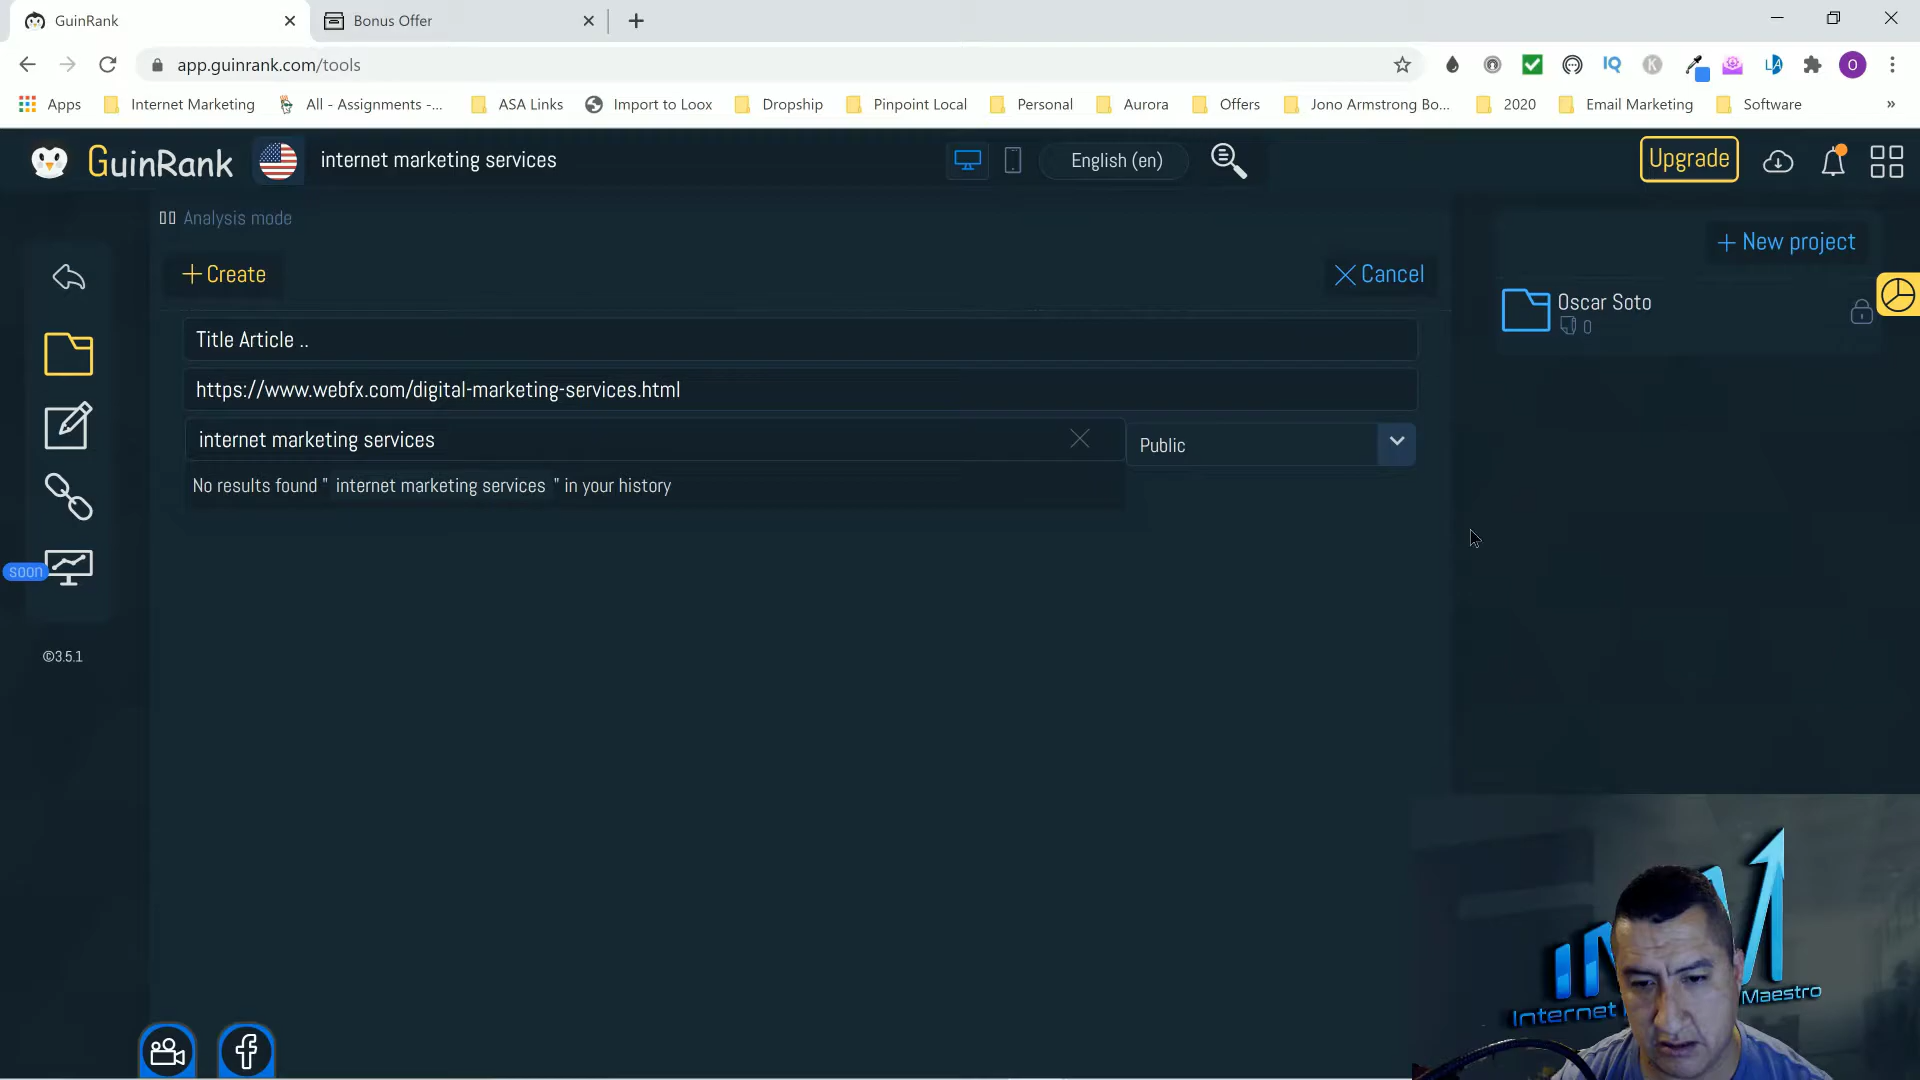 GuinRank
Bonus Offer
app.guinrank.com/tools
IQ
K
LA
O
Apps
Internet Marketing
All - Assignments -...
ASA Links
Import to Loox
Dropship
Pinpoint Local
Personal
Aurora
Offers
Jono Armstrong Bo...
2020
Email Marketing
Software
»
GuinRank
internet marketing services
English (en)
Upgrade
Analysis mode
+ New project
+ Create
Cancel
Oscar Soto
0
Title Article ..
https://www.webfx.com/digital-marketing-services.html
internet marketing services
Public
No results found " internet marketing services " in your history
soon
©3.5.1
Maestro
Internet